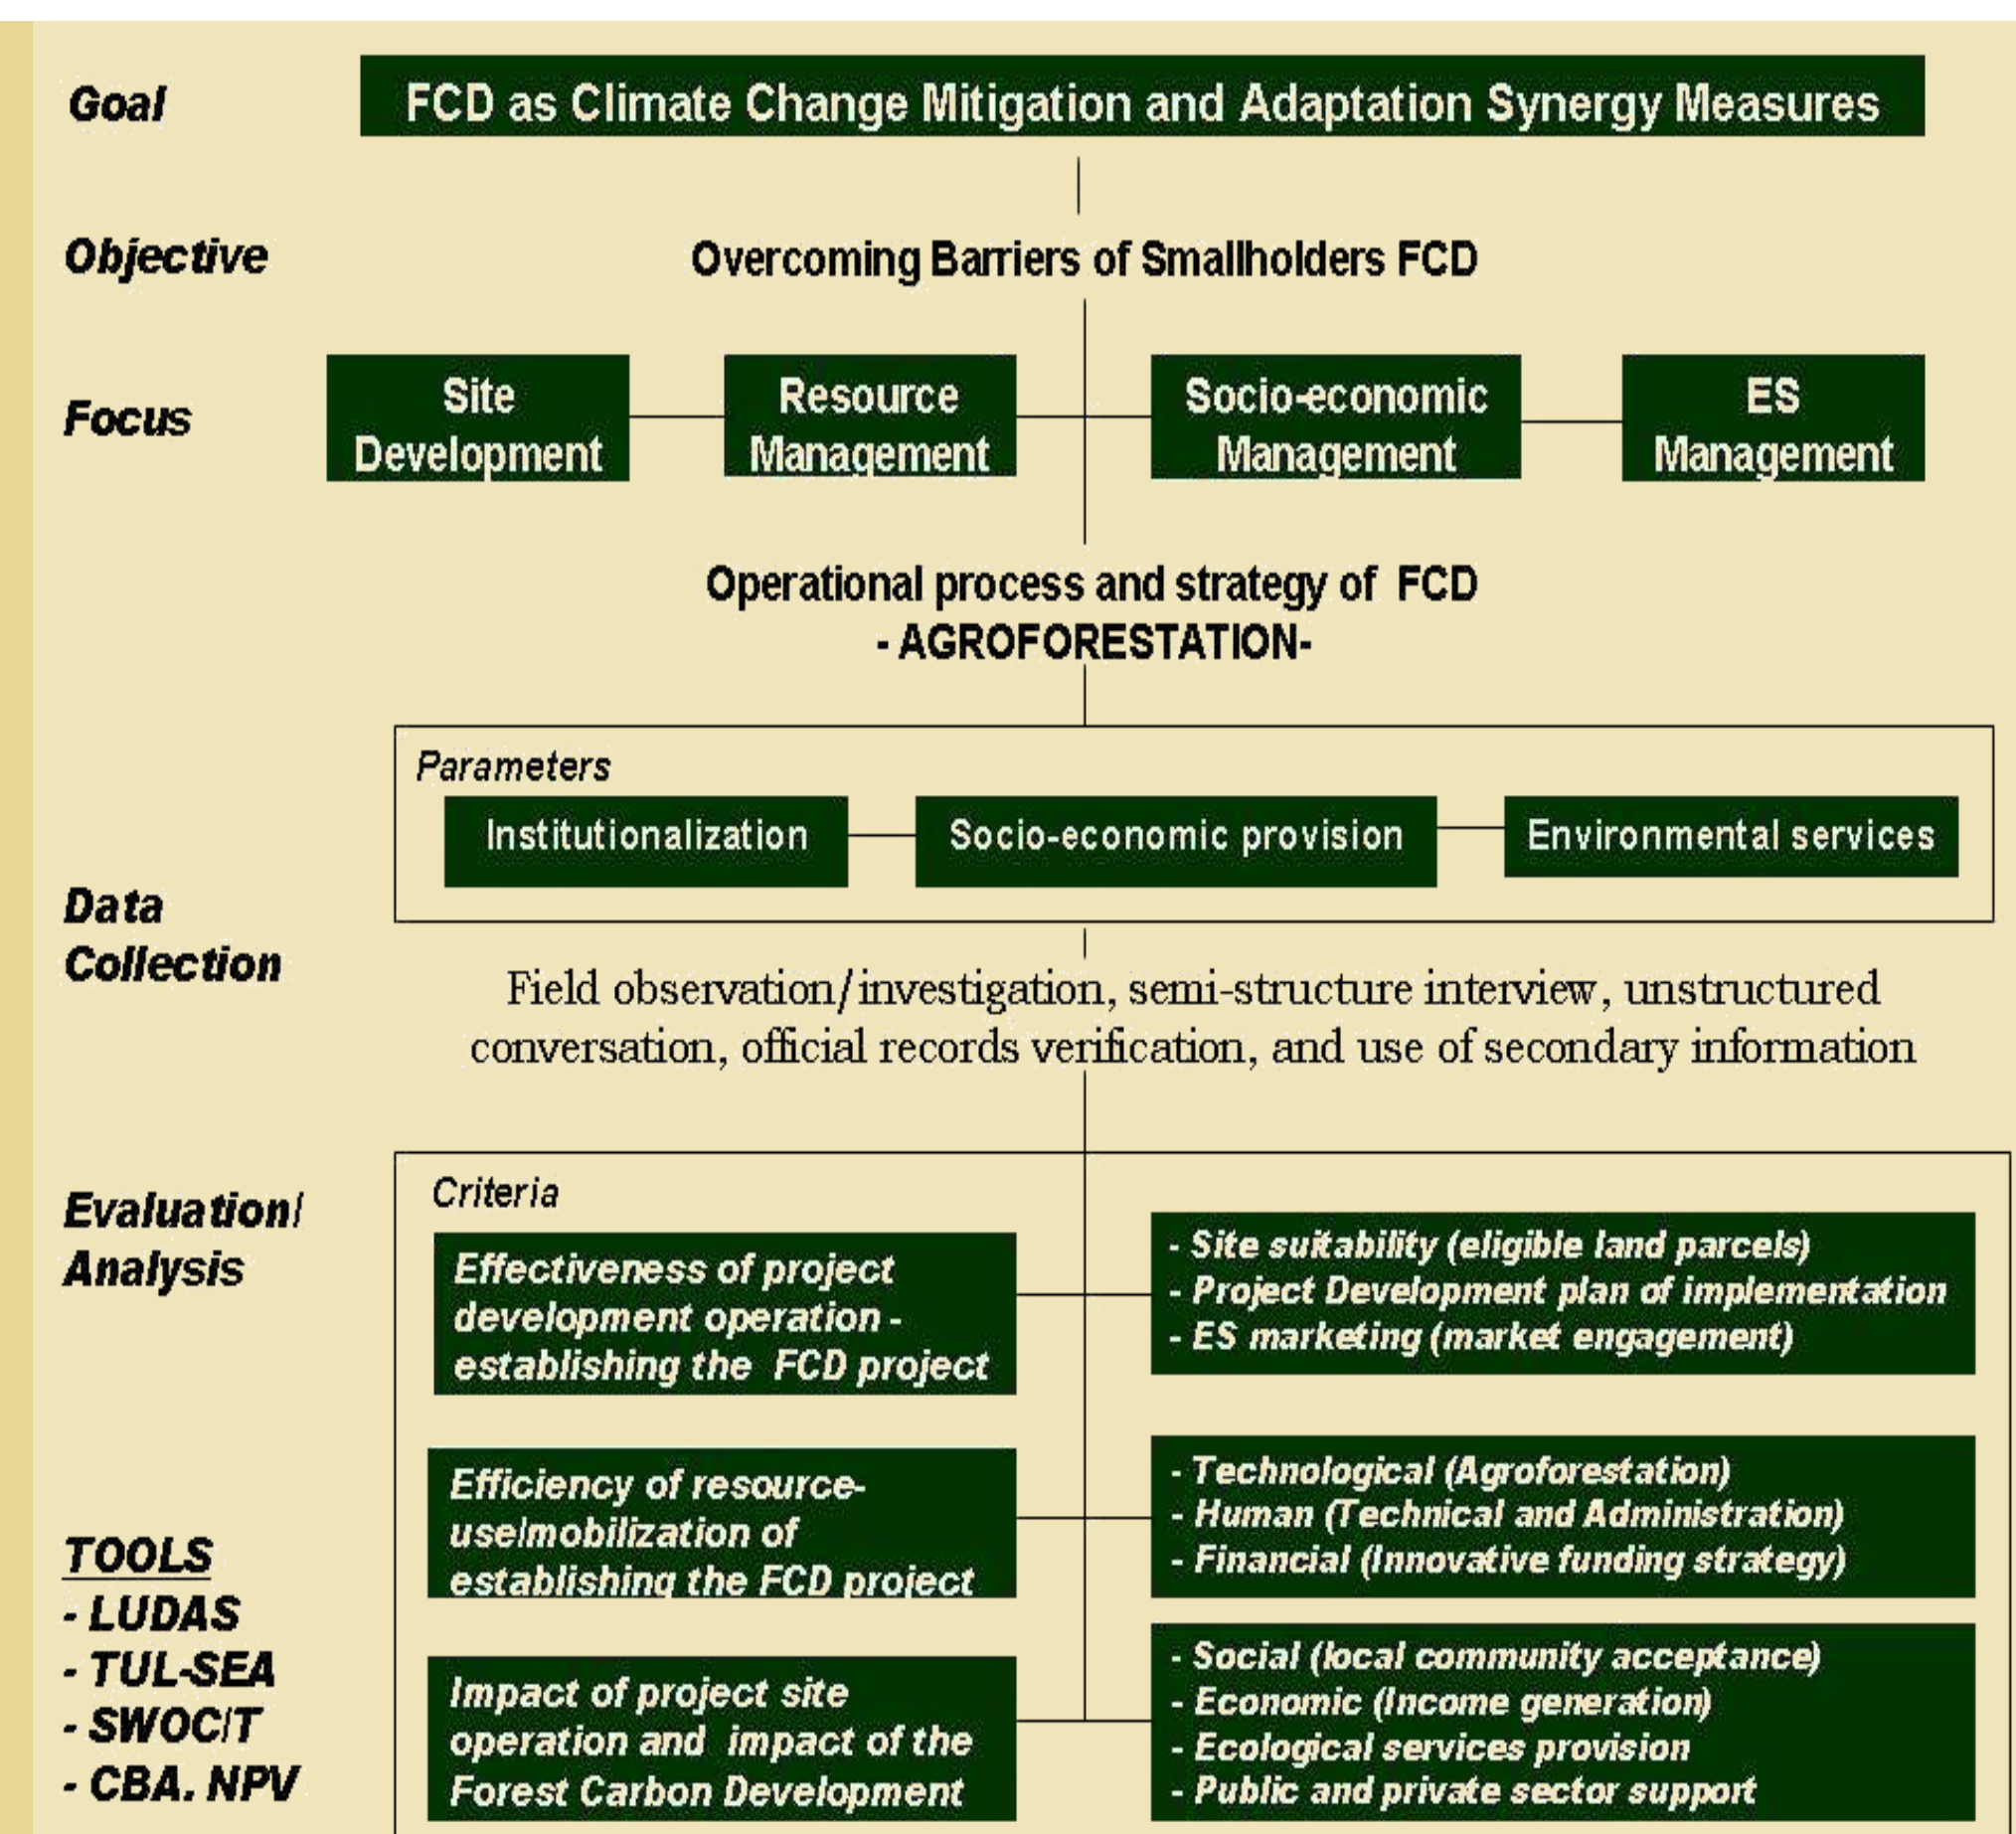 Goal
FCD as Climate Change Mitigation and Adaptation Synergy Measures
Objective
Overcoming Barriers of Smallholders FCD
Focus
Site
Development
Resource
Management
Socio-economic
Management
ES
Management
Operational process and strategy of FCD
- AGROFORESTATION-
Parameters
Institutionalization
Socio-economic provision
Environmental services
Data
Collection
Field observation/investigation, semi-structure interview, unstructured
conversation, official records verification, and use of secondary information
Evaluation/
Analysis
Criteria
Effectiveness of project
development operation -
establishing the FCD project
- Site suitability (eligible land parcels)
- Project Development plan of implementation
- ES marketing (market engagement)
Efficiency of resource-
use/mobilization of
establishing the FCD project
- Technological (Agroforestation)
- Human (Technical and Administration)
- Financial (Innovative funding strategy)
Impact of project site
operation and impact of the
Forest Carbon Development
- Social (local community acceptance)
- Economic (Income generation)
- Ecological services provision
- Public and private sector support
TOOLS
- LUDAS
- TUL-SEA
- SWOC/T
- CBA. NPV